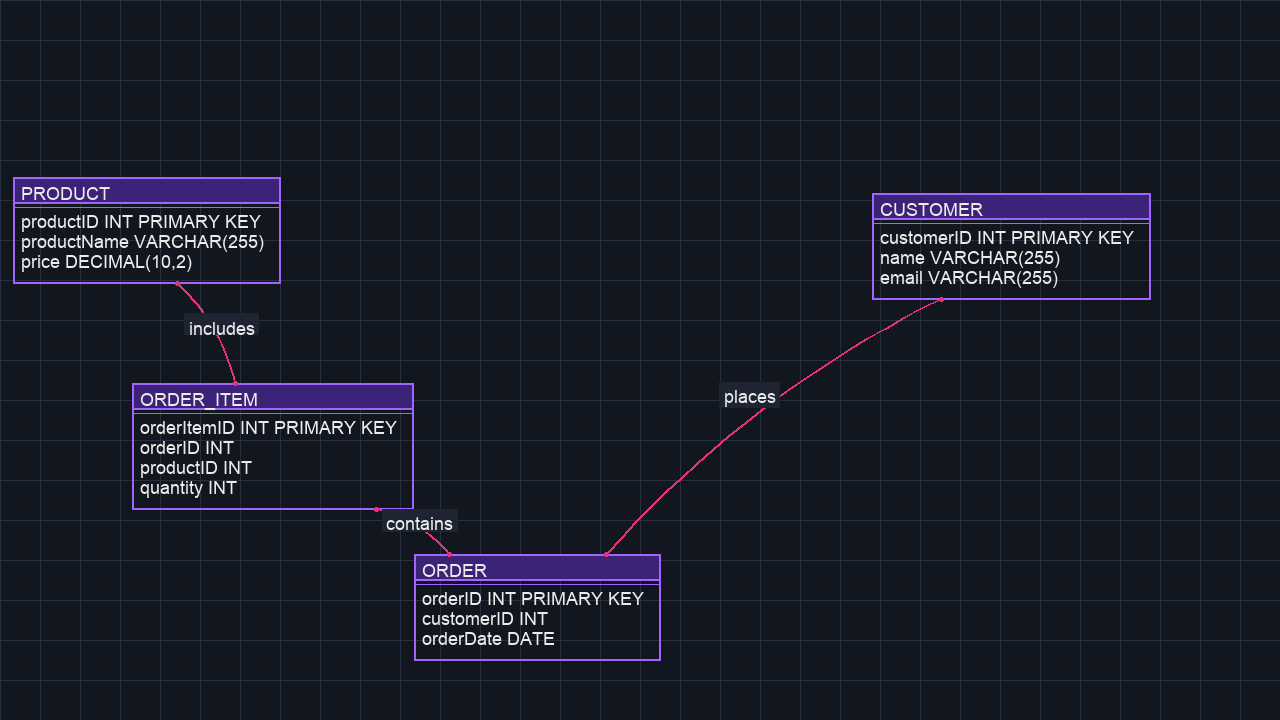 PRODUCT
productID INT PRIMARY KEY
productName VARCHAR(255)
price DECIMAL(10,2)
CUSTOMER
customerID INT PRIMARY KEY
name VARCHAR(255)
email VARCHAR(255)
includes
places
ORDER_ITEM
orderItemID INT PRIMARY KEY
orderID INT
productID INT
quantity INT
contains
ORDER
orderID INT PRIMARY KEY
customerID INT
orderDate DATE